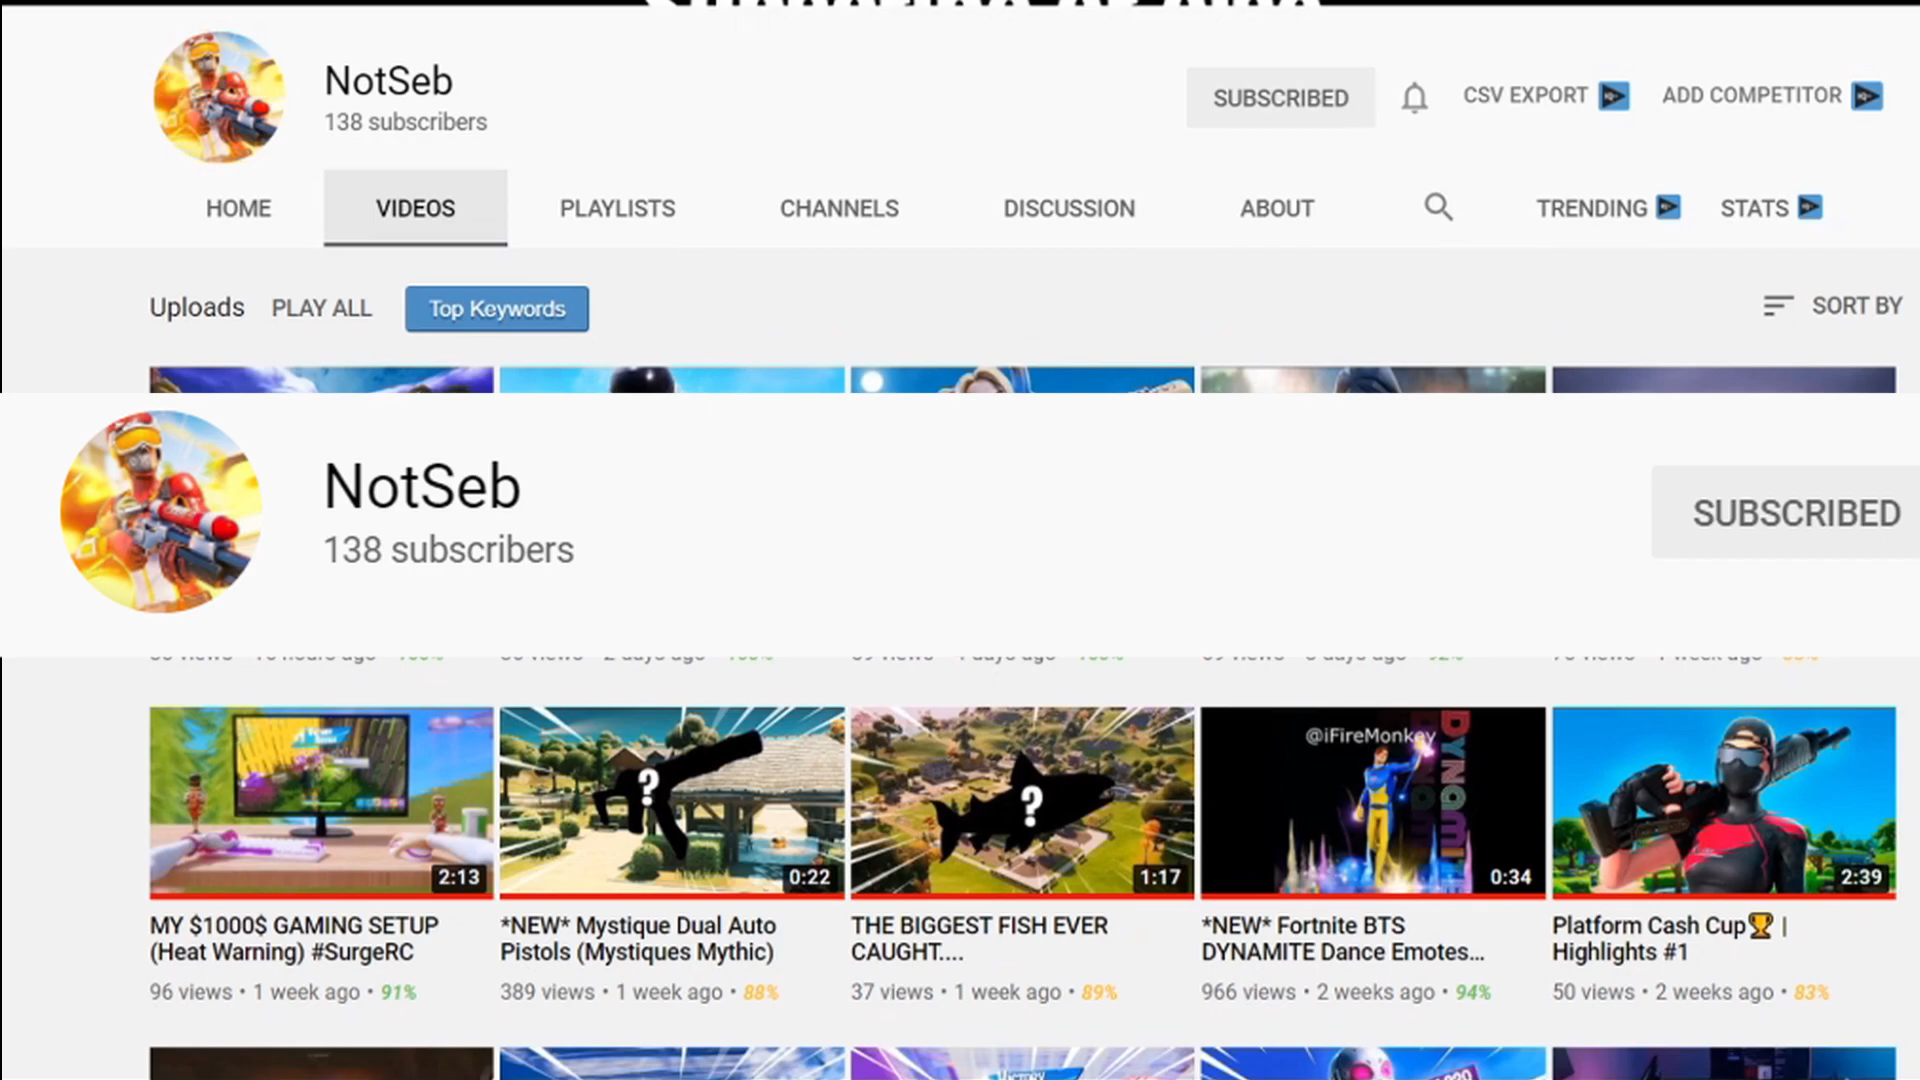 NotSeb
138 subscribers
SUBSCRIBED
CSV EXPORT
ADD COMPETITOR
HOME
VIDEOS
PLAYLISTS
CHANNELS
DISCUSSION
ABOUT
TRENDING
STATS
Uploads
PLAY ALL
Top Keywords
SORT BY
NotSeb
138 subscribers
SUBSCRIBED
@iFireMonkey
DYNAMITE
?
?
2:13
0:22
1:17
0:34
2:39
MY $1000$ GAMING SETUP
(Heat Warning) #SurgeRC
96 views • 1 week ago • 91%
*NEW* Mystique Dual Auto
Pistols (Mystiques Mythic)
389 views • 1 week ago • 88%
THE BIGGEST FISH EVER
CAUGHT....
37 views • 1 week ago • 89%
*NEW* Fortnite BTS
DYNAMITE Dance Emotes...
966 views • 2 weeks ago • 94%
Platform Cash Cup🏆 |
Highlights #1
50 views • 2 weeks ago • 83%